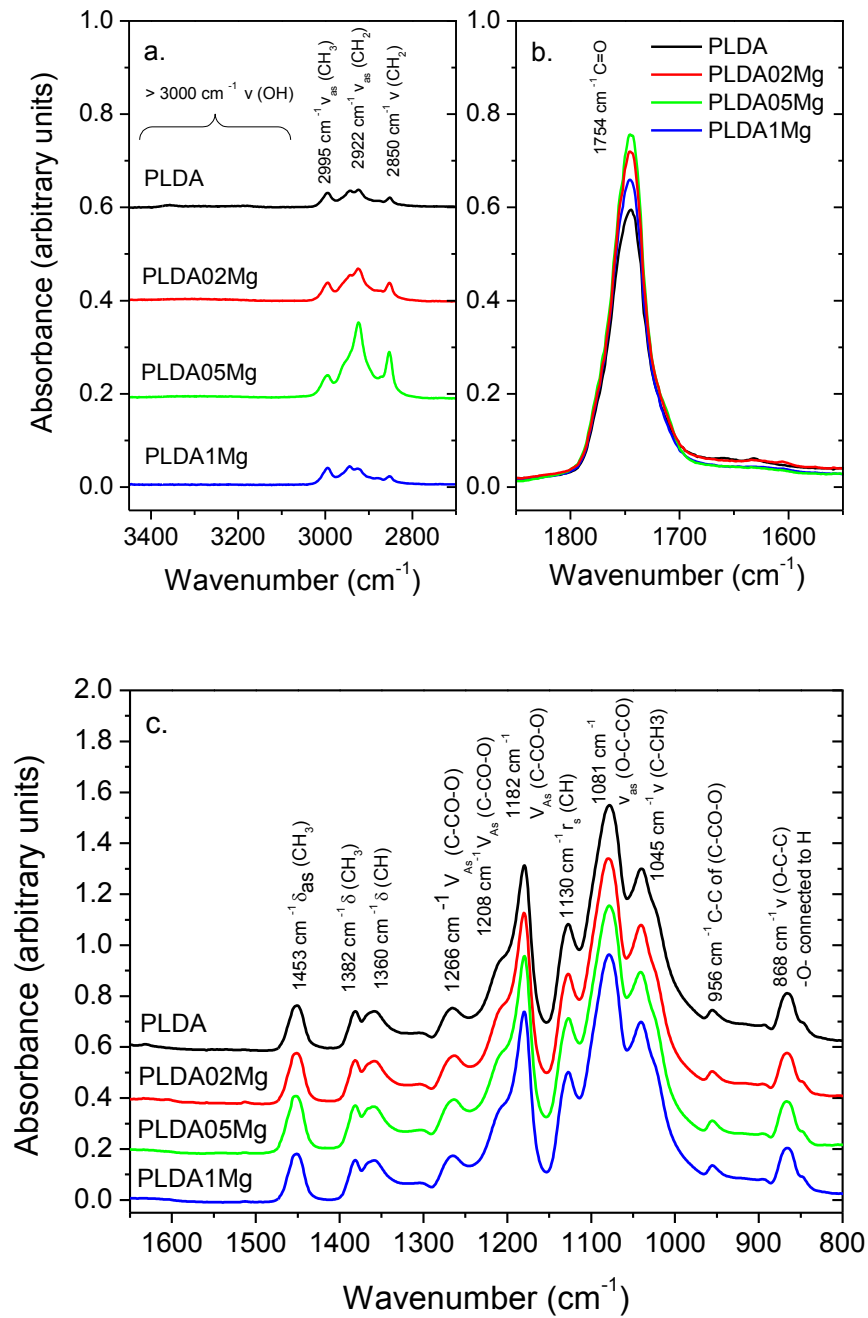 a.
> 3000 cm⁻¹ v (OH)
2995 cm⁻¹ v_as (CH₃)
2922 cm⁻¹ v_as (CH₂)
2850 cm⁻¹ v (CH₂)
PLDA
PLDA02Mg
PLDA05Mg
PLDA1Mg
1.0
0.8
0.6
0.4
0.2
0.0
Absorbance (arbitrary units)
3400 3200 3000 2800
Wavenumber (cm⁻¹)
b.
1754 cm⁻¹ C=O
PLDA
PLDA02Mg
PLDA05Mg
PLDA1Mg
1.0
0.8
0.6
0.4
0.2
0.0
1800 1700 1600
Wavenumber (cm⁻¹)
c.
1453 cm⁻¹ δ_as (CH₃)
1382 cm⁻¹ δ (CH₃)
1360 cm⁻¹ δ (CH)
1266 cm⁻¹ V_As (C-CO-O)
1208 cm⁻¹ V_As (C-CO-O)
1182 cm⁻¹
V_As (C-CO-O)
1130 cm⁻¹ r_s (CH)
1081 cm⁻¹
v_as (O-C-CO)
1045 cm⁻¹ v (C-CH3)
956 cm⁻¹ C-C of (C-CO-O)
868 cm⁻¹ v (O-C-C)
-O- connected to H
PLDA
PLDA02Mg
PLDA05Mg
PLDA1Mg
2.0
1.8
1.6
1.4
1.2
1.0
0.8
0.6
0.4
0.2
0.0
Absorbance (arbitrary units)
1600 1500 1400 1300 1200 1100 1000 900 800
Wavenumber (cm⁻¹)